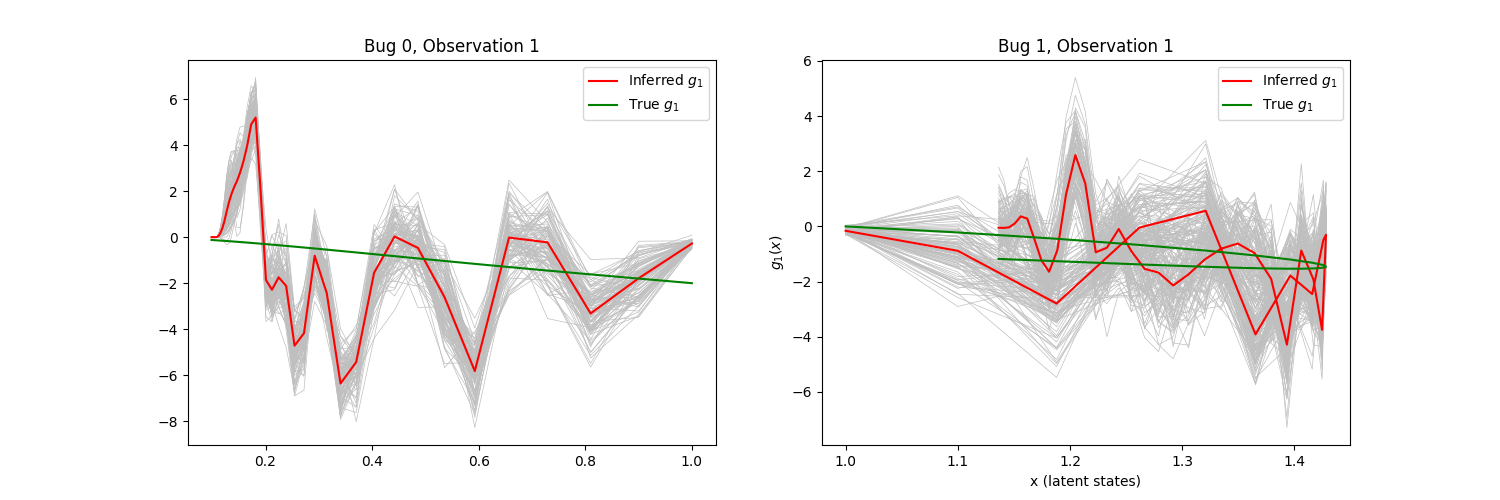 Bug 0, Observation 1
Inferred g₁
True g₁
6
4
2
0
−2
−4
−6
−8
0.2 0.4 0.6 0.8 1.0
Bug 1, Observation 1
Inferred g₁
True g₁
g₁(x)
6
4
2
0
−2
−4
−6
1.0 1.1 1.2 1.3 1.4
x (latent states)